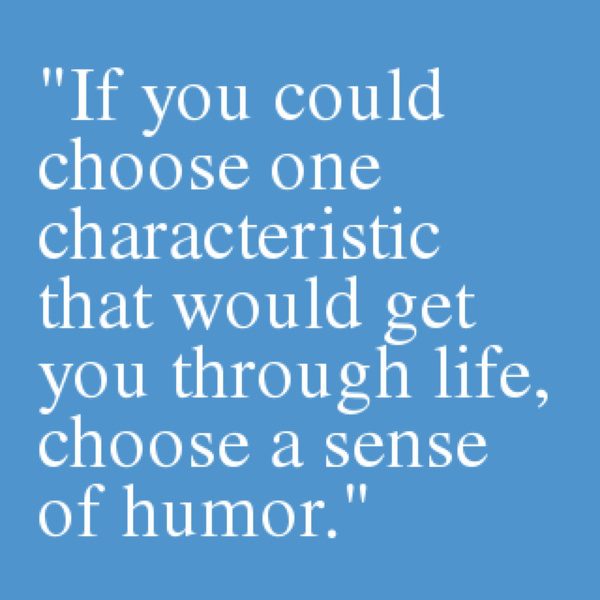 "If you could
choose one
characteristic
that would get
you through life,
choose a sense
of humor."